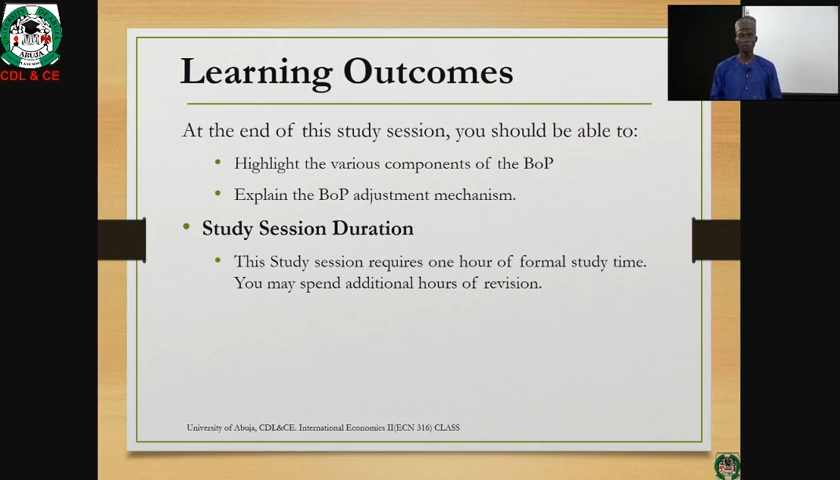 ABUJA
CDL & CE
Learning Outcomes
At the end of this study session, you should be able to:
• Highlight the various components of the BoP
• Explain the BoP adjustment mechanism.
• Study Session Duration
• This Study session requires one hour of formal study time.
You may spend additional hours of revision.
University of Abuja, CDL&CE. International Economics II(ECN 316) CLASS